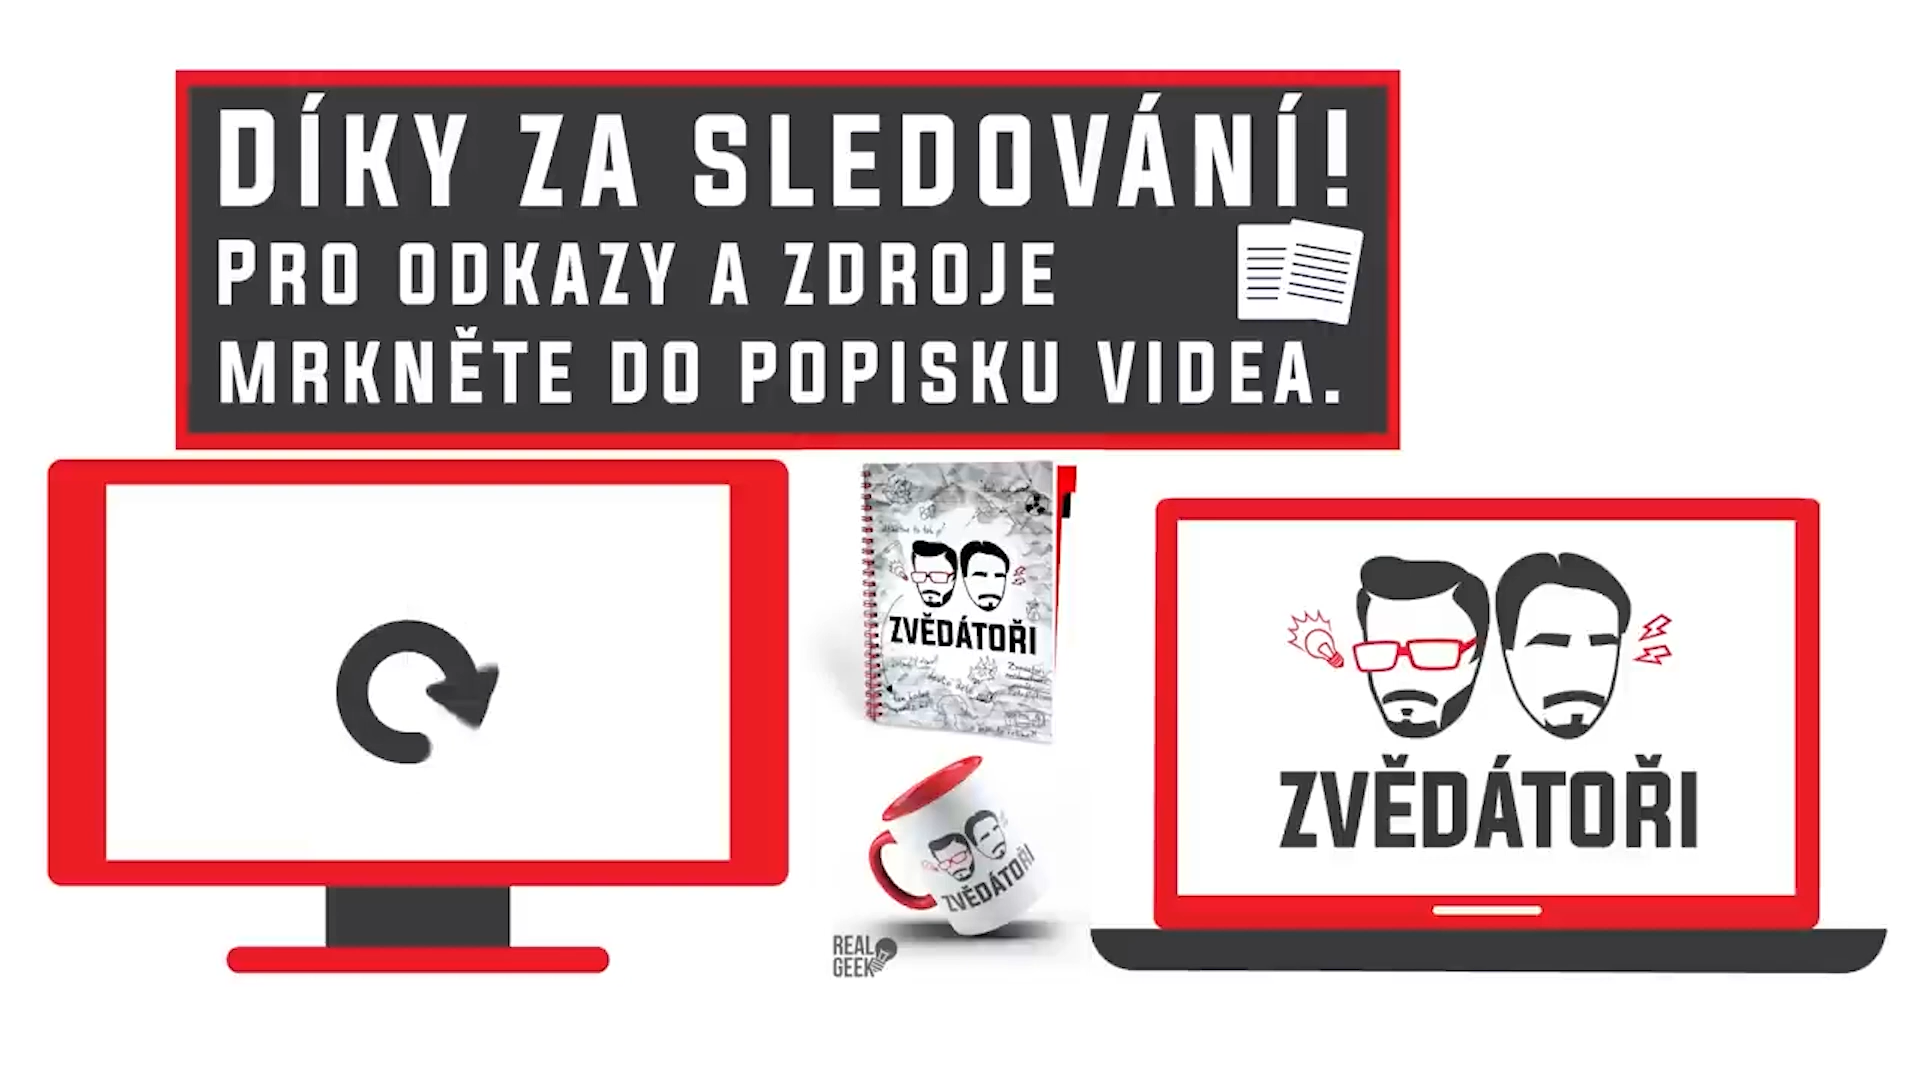 DÍKY ZA SLEDOVÁNÍ!
PRO ODKAZY A ZDROJE
MRKNĚTE DO POPISKU VIDEA.
ZVĚDÁTOŘI
ZVĚDÁTOŘI
REAL
GEEK
ZVĚDÁTOŘI